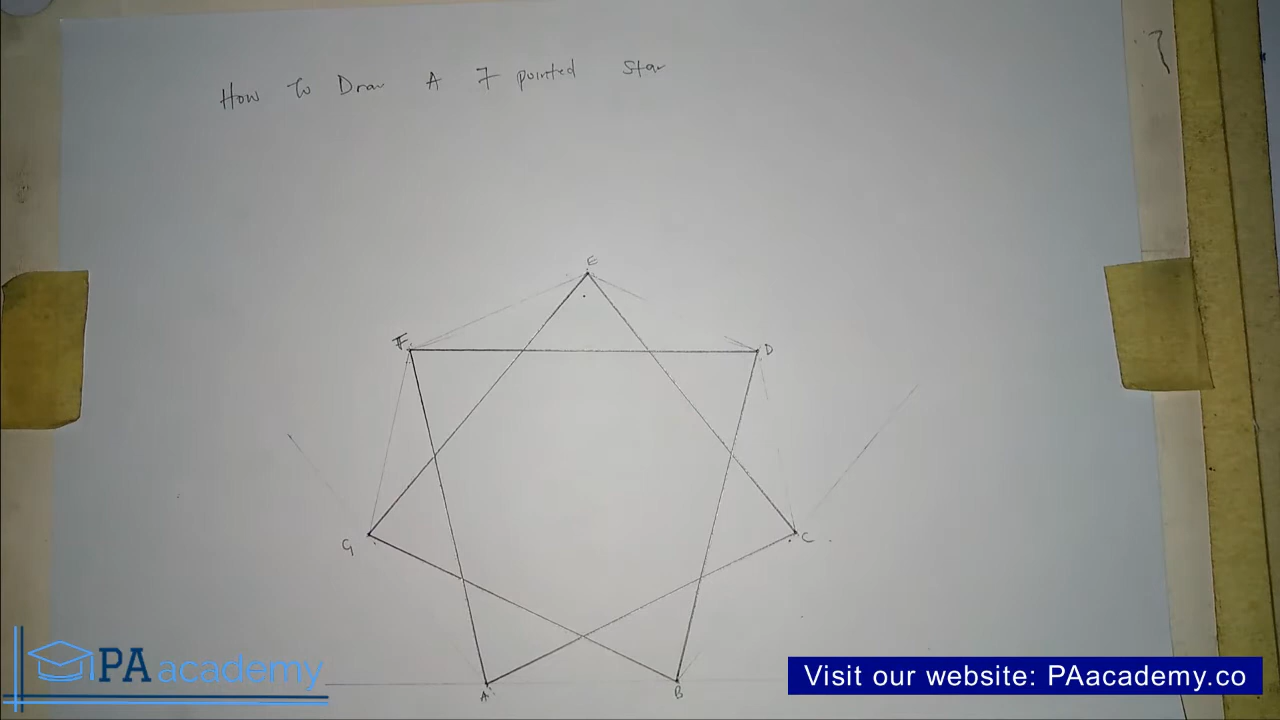 How To Draw A 7 pointed star
E
F
D
G
C
A
B
PA academy
Visit our website: PAacademy.co